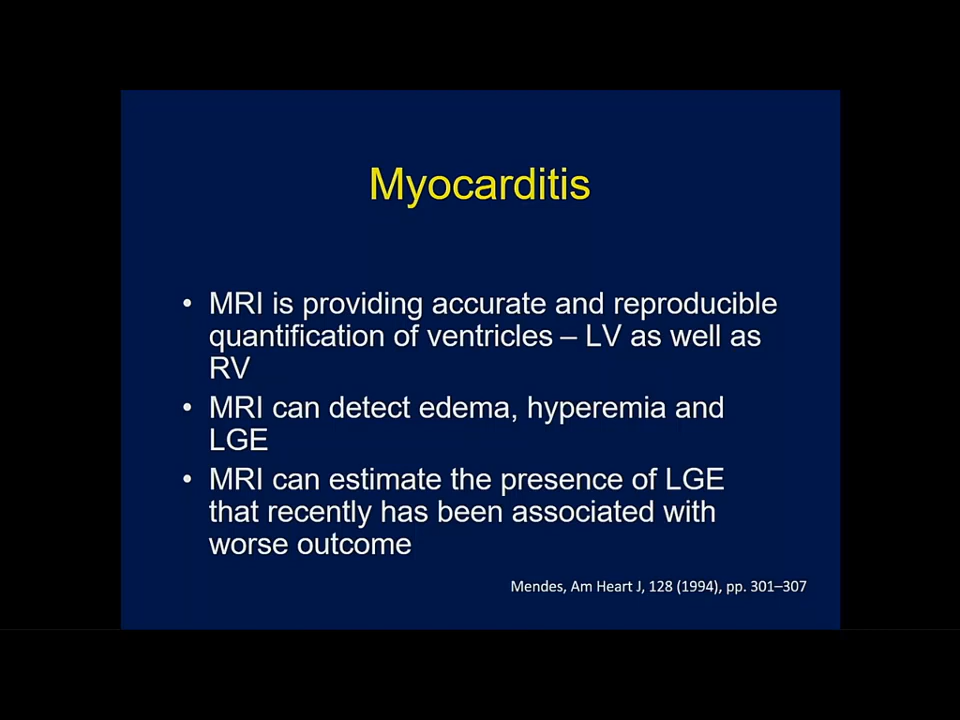 Myocarditis
• MRI is providing accurate and reproducible
quantification of ventricles – LV as well as
RV
• MRI can detect edema, hyperemia and
LGE
• MRI can estimate the presence of LGE
that recently has been associated with
worse outcome
Mendes, Am Heart J, 128 (1994), pp. 301–307